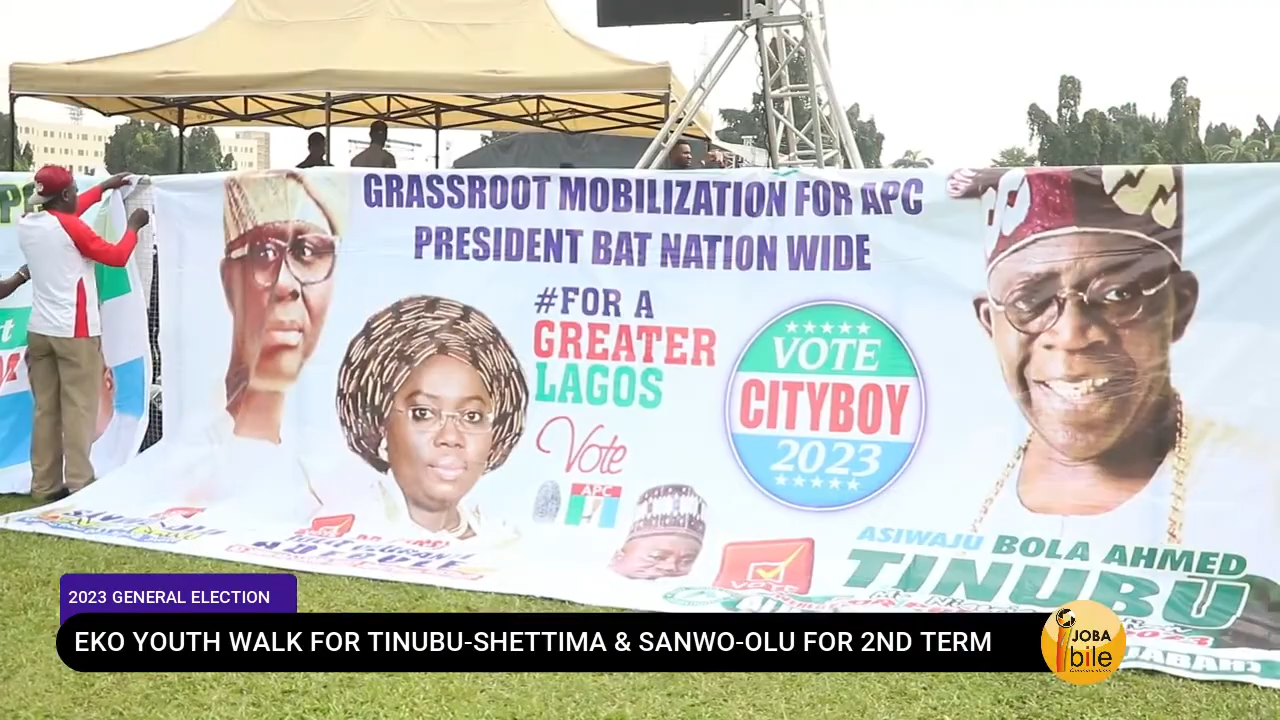 GRASSROOT MOBILIZATION FOR APC
PRESIDENT BAT NATION WIDE
#FOR A
GREATER
LAGOS
Vote
APC
VOTE
CITYBOY
2023
VOTE
ASIWAJU BOLA AHMED
TINUBU
2023 GENERAL ELECTION
EKO YOUTH WALK FOR TINUBU-SHETTIMA & SANWO-OLU FOR 2ND TERM
JOBA
bile